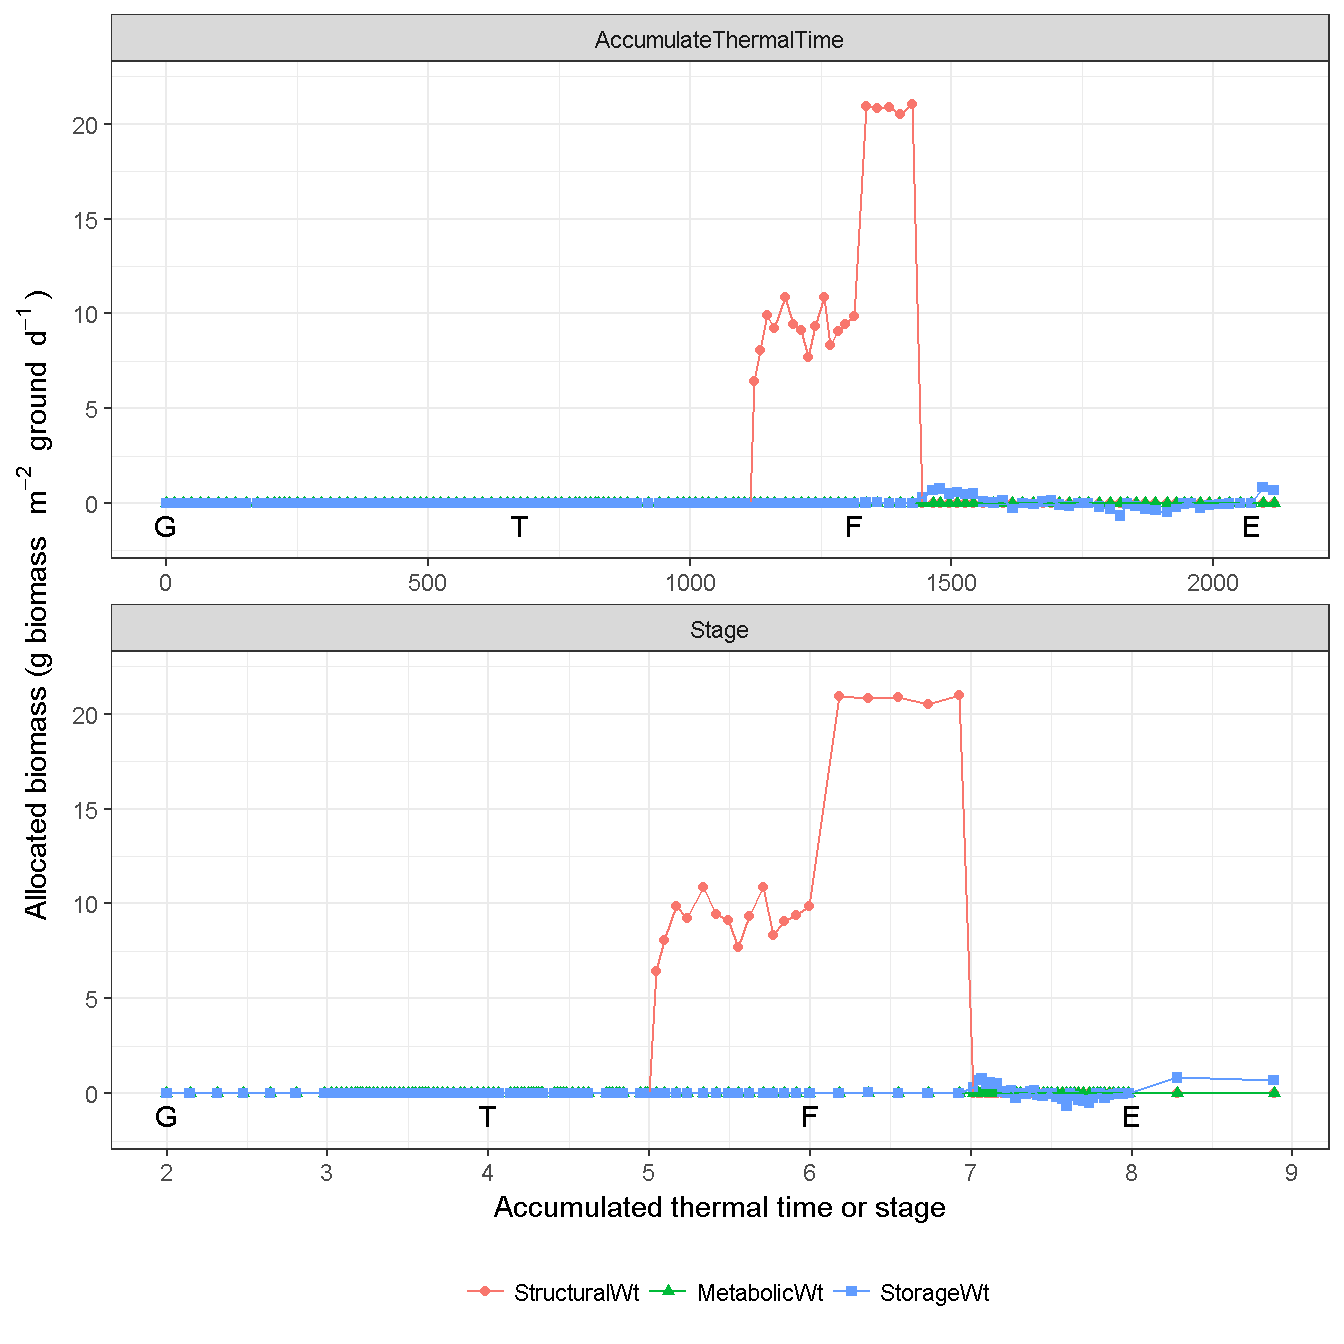 AccumulateThermalTime
20
15
10
5
0
G T F E
0 500 1000 1500 2000
Stage
20
15
10
5
0
G T F E
2 3 4 5 6 7 8 9
Allocated biomass (g biomass m⁻² ground d⁻¹)
Accumulated thermal time or stage
StructuralWt MetabolicWt StorageWt